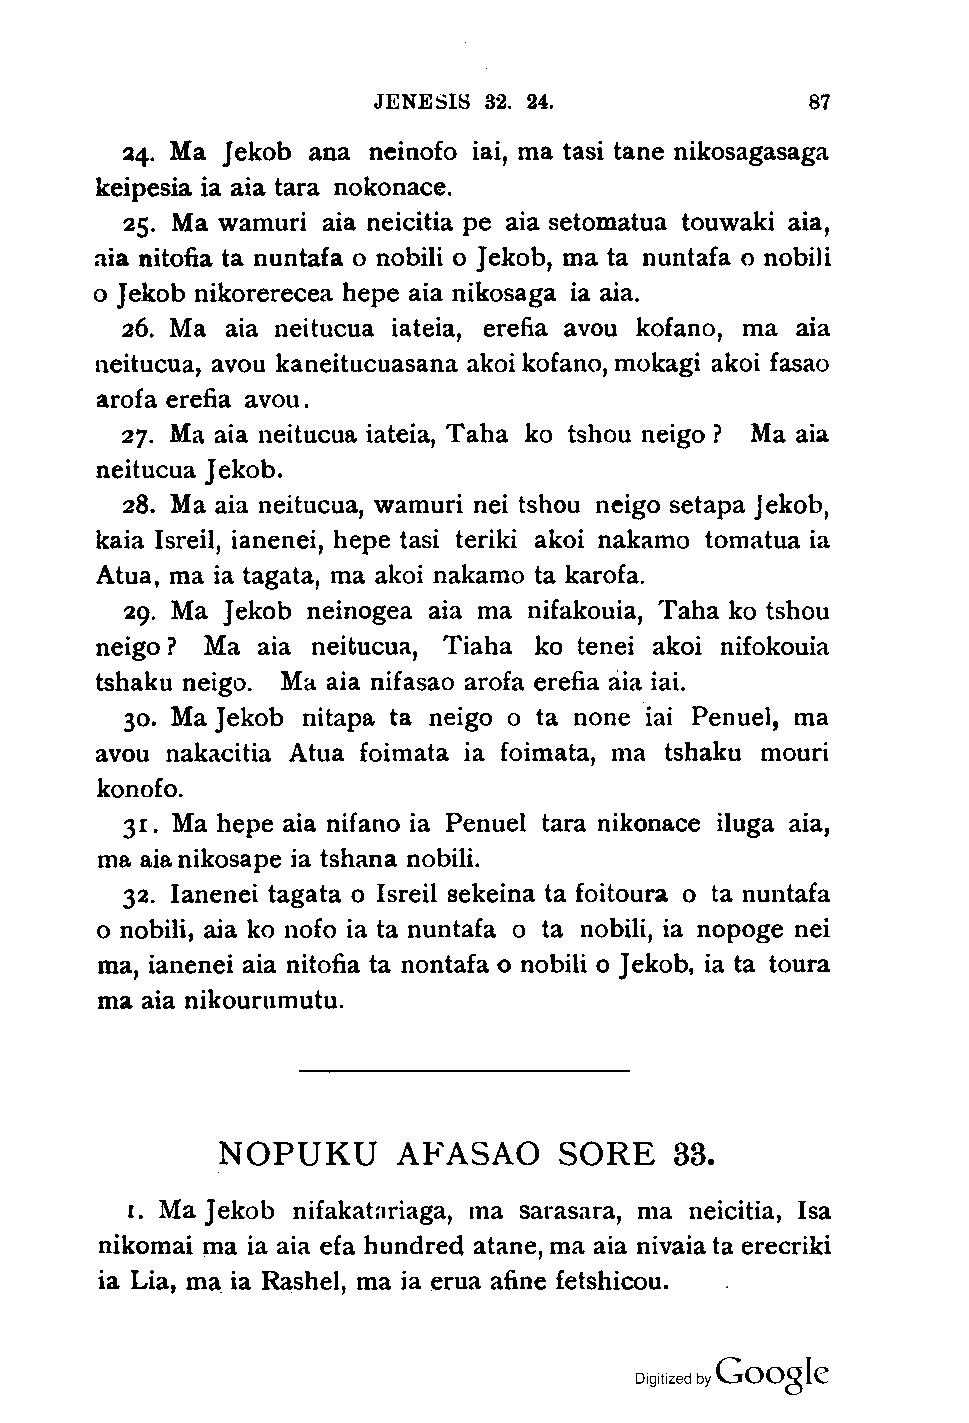 JENESIS 32. 24. 87
24. Ma Jekob ana neinofo iai, ma tasi tane nikosagasaga
keipesia ia aia tara nokonace.
25. Ma wamuri aia neicitia pe aia setomatua touwaki aia,
aia nitofia ta nuntafa o nobili o Jekob, ma ta nuntafa o nobili
o Jekob nikorerecea hepe aia nikosaga ia aia.
26. Ma aia neitucua iateia, erefia avou kofano, ma aia
neitucua, avou kaneitucuasana akoi kofano, mokagi akoi fasao
arofa erefia avou.
27. Ma aia neitucua iateia, Taha ko tshou neigo? Ma aia
neitucua Jekob.
28. Ma aia neitucua, wamuri nei tshou neigo setapa Jekob,
kaia Isreil, ianenei, hepe tasi teriki akoi nakamo tomatua ia
Atua, ma ia tagata, ma akoi nakamo ta karofa.
29. Ma Jekob neinogea aia ma nifakouia, Taha ko tshou
neigo? Ma aia neitucua, Tiaha ko tenei akoi nifokouia
tshaku neigo. Ma aia nifasao arofa erefia aia iai.
30. Ma Jekob nitapa ta neigo o ta none iai Penuel, ma
avou nakacitia Atua foimata ia foimata, ma tshaku mouri
konofo.
31. Ma hepe aia nifano ia Penuel tara nikonace iluga aia,
ma aia nikosape ia tshana nobili.
32. Ianenei tagata o Isreil sekeina ta foitoura o ta nuntafa
o nobili, aia ko nofo ia ta nuntafa o ta nobili, ia nopoge nei
ma, ianenei aia nitofia ta nontafa o nobili o Jekob, ia ta toura
ma aia nikourumutu.
NOPUKU AFASAO SORE 33.
1. Ma Jekob nifakatariaga, ma sarasara, ma neicitia, Isa
nikomai ma ia aia efa hundred atane, ma aia nivaia ta erecriki
ia Lia, ma ia Rashel, ma ia erua afine fetshicou.
Digitized by Google